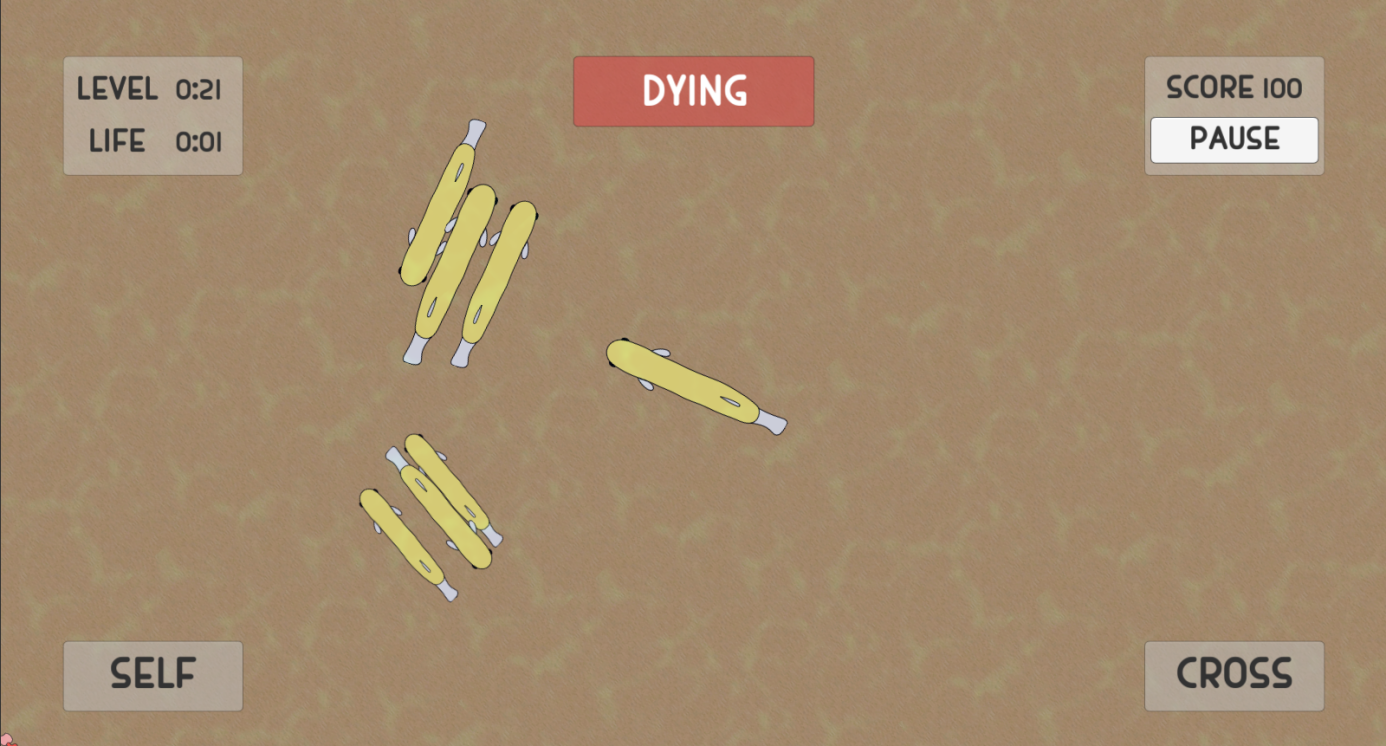 LEVEL 0:21
LIFE 0:01
DYING
SCORE 100
PAUSE
SELF
CROSS